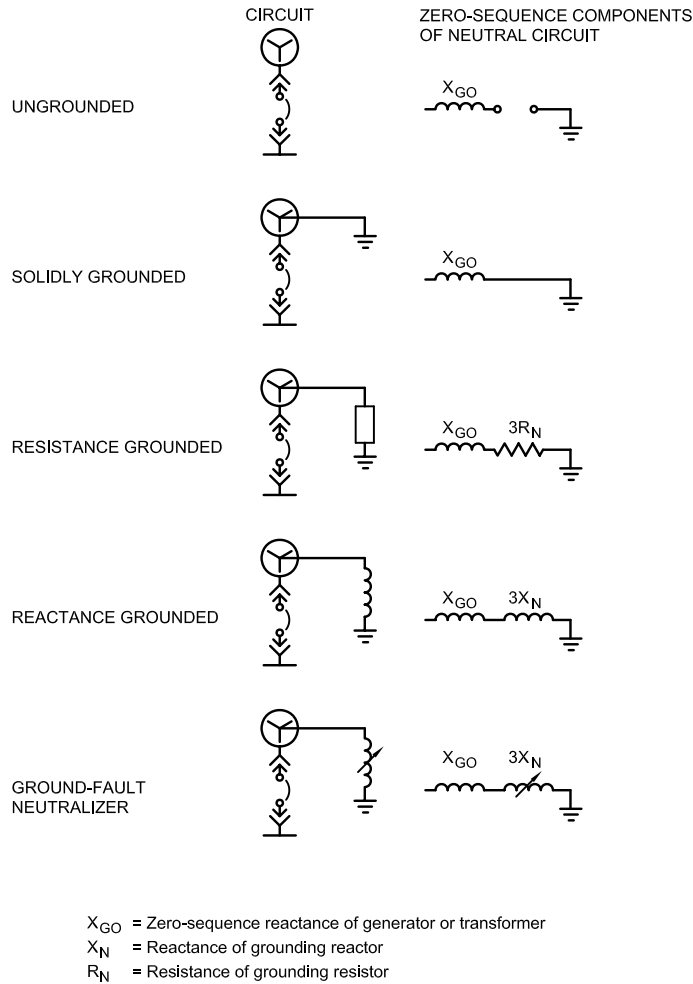 CIRCUIT
ZERO-SEQUENCE COMPONENTS
OF NEUTRAL CIRCUIT
UNGROUNDED
XGO
SOLIDLY GROUNDED
XGO
RESISTANCE GROUNDED
XGO 3RN
REACTANCE GROUNDED
XGO 3XN
GROUND-FAULT
NEUTRALIZER
XGO 3XN
XGO = Zero-sequence reactance of generator or transformer
XN = Reactance of grounding reactor
RN = Resistance of grounding resistor